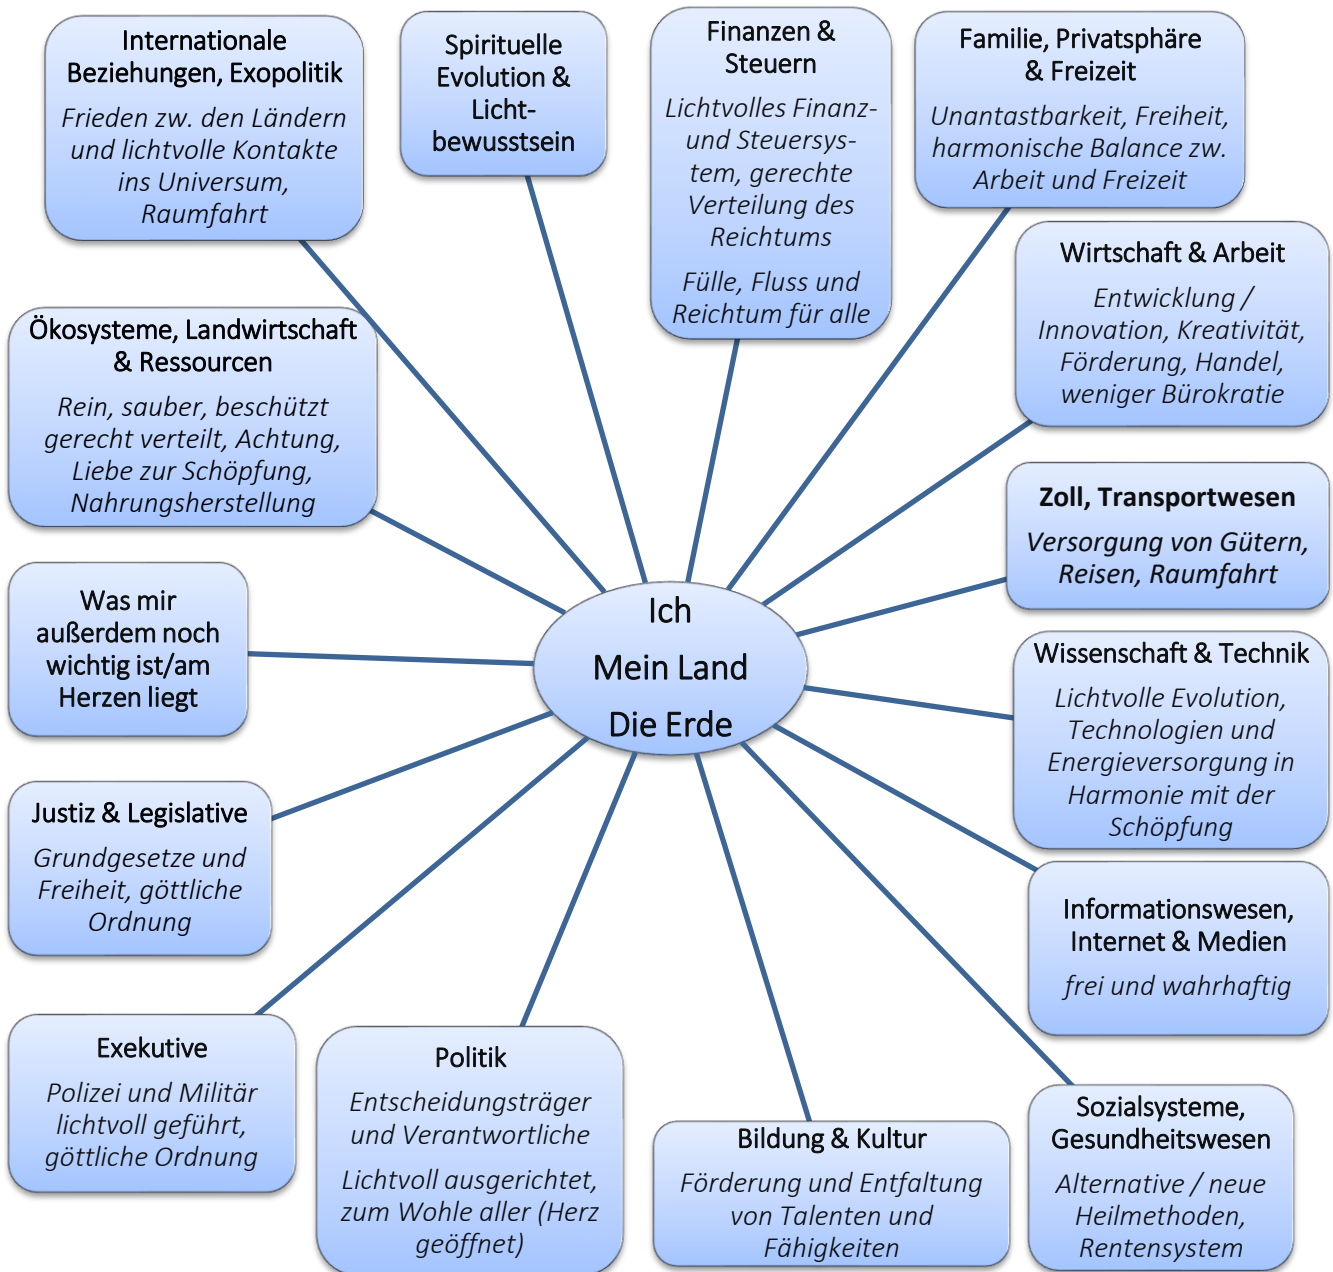 Internationale
Beziehungen, Exopolitik
Frieden zw. den Ländern
und lichtvolle Kontakte
ins Universum,
Raumfahrt
Spirituelle
Evolution &
Licht-
bewusstsein
Finanzen &
Steuern
Lichtvolles Finanz-
und Steuersys-
tem, gerechte
Verteilung des
Reichtums
Fülle, Fluss und
Reichtum für alle
Familie, Privatsphäre
& Freizeit
Unantastbarkeit, Freiheit,
harmonische Balance zw.
Arbeit und Freizeit
Wirtschaft & Arbeit
Entwicklung /
Innovation, Kreativität,
Förderung, Handel,
weniger Bürokratie
Ökosysteme, Landwirtschaft
& Ressourcen
Rein, sauber, beschützt
gerecht verteilt, Achtung,
Liebe zur Schöpfung,
Nahrungsherstellung
Zoll, Transportwesen
Versorgung von Gütern,
Reisen, Raumfahrt
Was mir
außerdem noch
wichtig ist/am
Herzen liegt
Ich
Mein Land
Die Erde
Wissenschaft & Technik
Lichtvolle Evolution,
Technologien und
Energieversorgung in
Harmonie mit der
Schöpfung
Justiz & Legislative
Grundgesetze und
Freiheit, göttliche
Ordnung
Informationswesen,
Internet & Medien
frei und wahrhaftig
Exekutive
Polizei und Militär
lichtvoll geführt,
göttliche Ordnung
Politik
Entscheidungsträger
und Verantwortliche
Lichtvoll ausgerichtet,
zum Wohle aller (Herz
geöffnet)
Bildung & Kultur
Förderung und Entfaltung
von Talenten und
Fähigkeiten
Sozialsysteme,
Gesundheitswesen
Alternative / neue
Heilmethoden,
Rentensystem